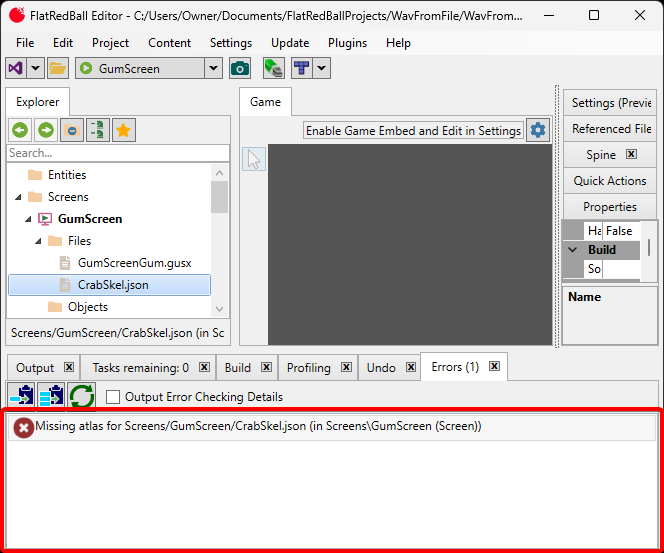 FlatRedBall Editor - C:/Users/Owner/Documents/FlatRedBallProjects/WavFromFile/WavFrom...
File Edit Project Content Settings Update Plugins Help
GumScreen
Explorer
Search...
Entities
Screens
GumScreen
Files
GumScreenGum.gusx
CrabSkel.json
Objects
Screens/GumScreen/CrabSkel.json (in Sc
Game
Enable Game Embed and Edit in Settings
Settings (Previe
Referenced File
Spine
Quick Actions
Properties
Ha False
Build
So
Name
Output Tasks remaining: 0 Build Profiling Undo Errors (1)
Output Error Checking Details
Missing atlas for Screens/GumScreen/CrabSkel.json (in Screens\GumScreen (Screen))